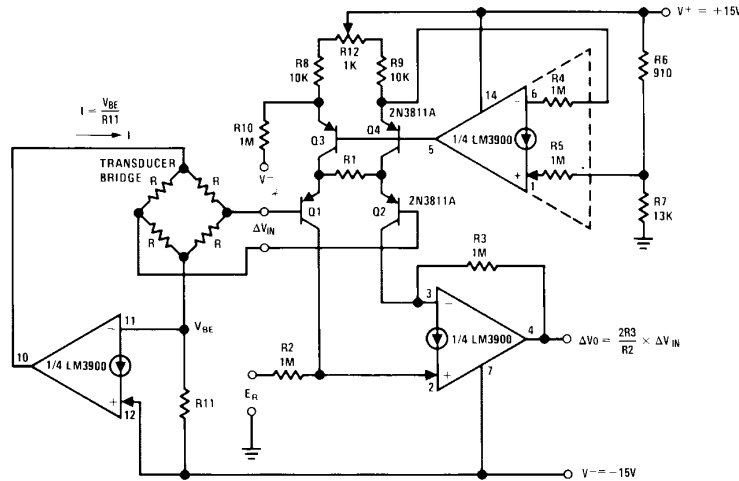 V+ = +15V
R8
10K
R12
1K
R9
10K
R6
910
I = VBE
R11
I
R10
1M
V−
2N3811A
Q3
Q4
14
5
1/4 LM3900
−
6
R4
1M
R5
1M
+
1
R7
13K
TRANSDUCER
BRIDGE
R
R
R
R
R1
ΔVIN
Q1
Q2
2N3811A
R3
1M
3
−
4
1/4 LM3900
ΔVO = 2R3
R2 × ΔVIN
+
2
7
VBE
11
−
10
1/4 LM3900
+
12
R11
R2
1M
ER
V− = −15V